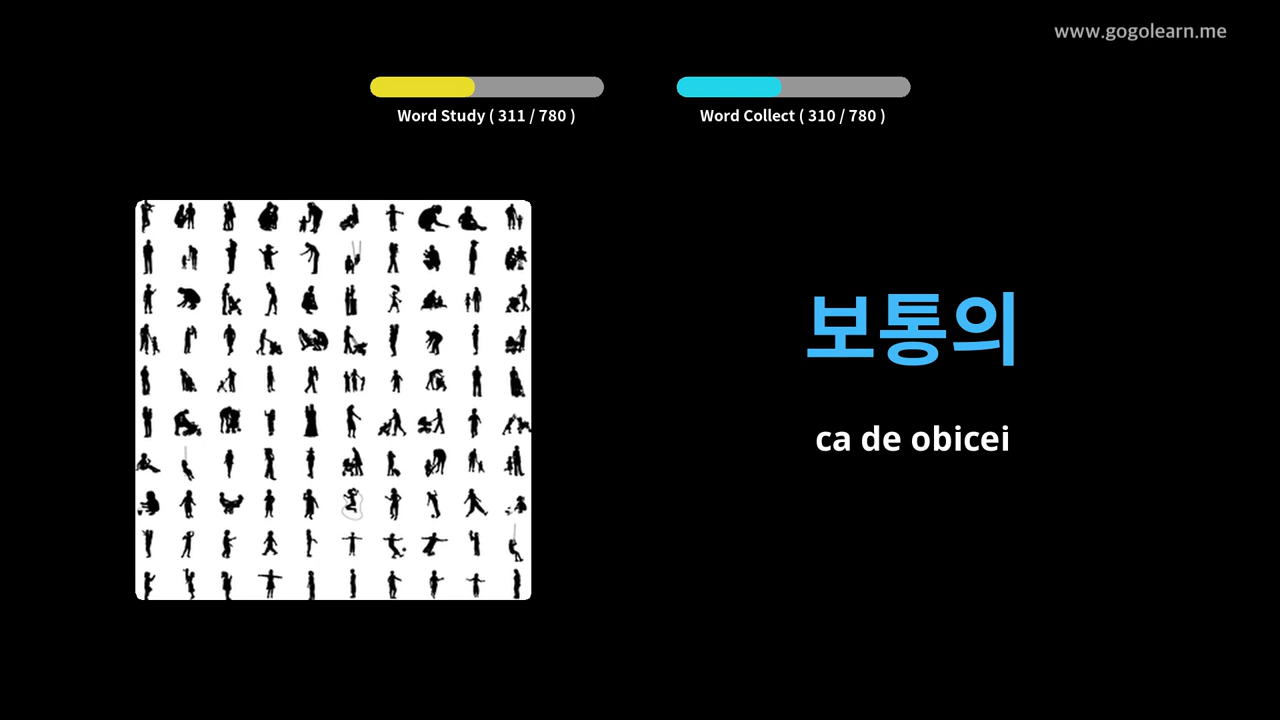 www.gogolearn.me
Word Study ( 311 / 780 )
Word Collect ( 310 / 780 )
보통의
ca de obicei